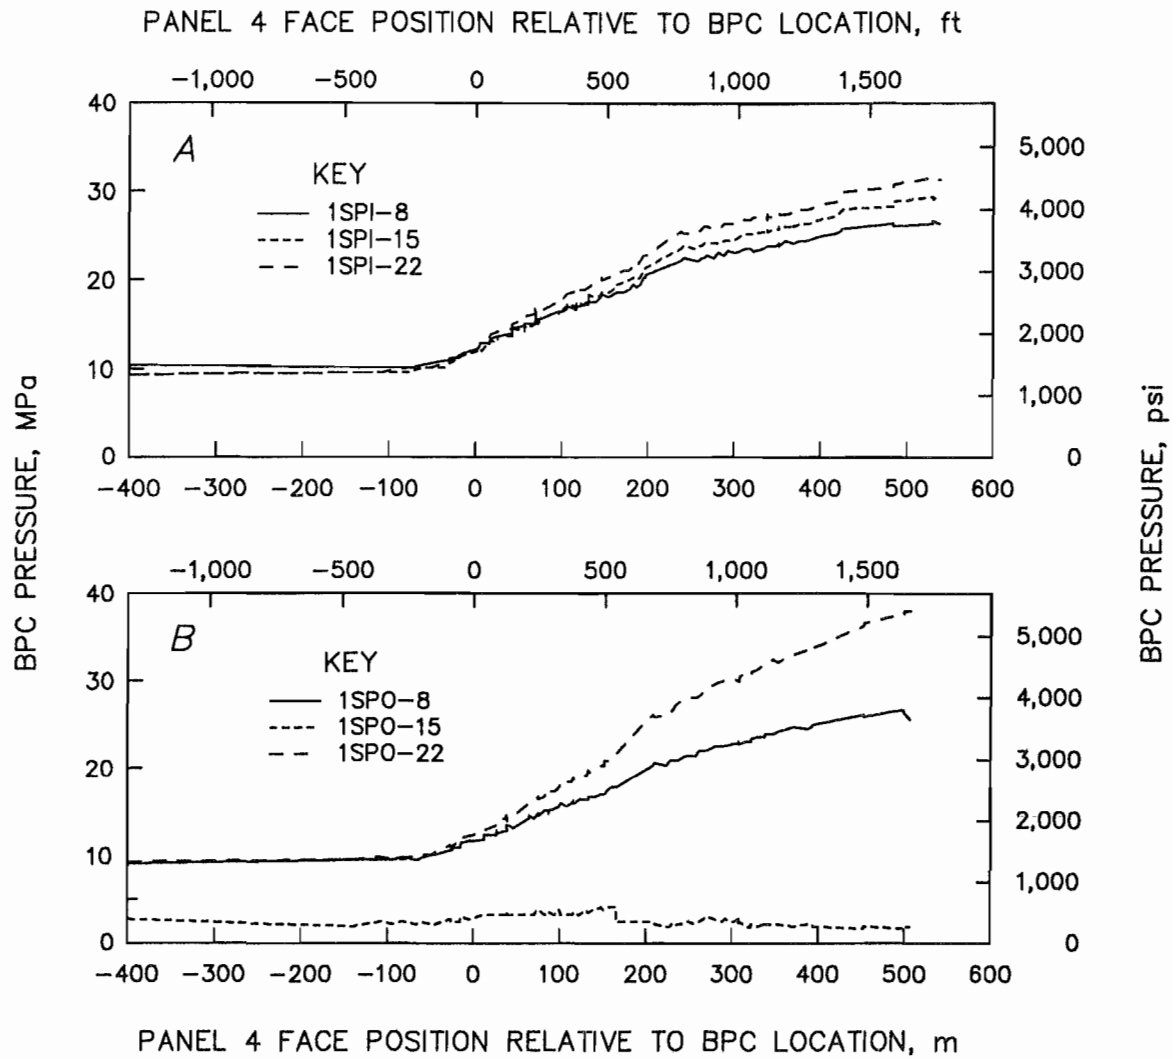 PANEL 4 FACE POSITION RELATIVE TO BPC LOCATION, ft
-1,000 -500 0 500 1,000 1,500
A
KEY
1SPI-8
1SPI-15
1SPI-22
40
30
20
10
0
5,000
4,000
3,000
2,000
1,000
0
-400 -300 -200 -100 0 100 200 300 400 500 600
BPC PRESSURE, MPa
BPC PRESSURE, psi
-1,000 -500 0 500 1,000 1,500
B
KEY
1SPO-8
1SPO-15
1SPO-22
40
30
20
10
0
5,000
4,000
3,000
2,000
1,000
0
-400 -300 -200 -100 0 100 200 300 400 500 600
PANEL 4 FACE POSITION RELATIVE TO BPC LOCATION, m